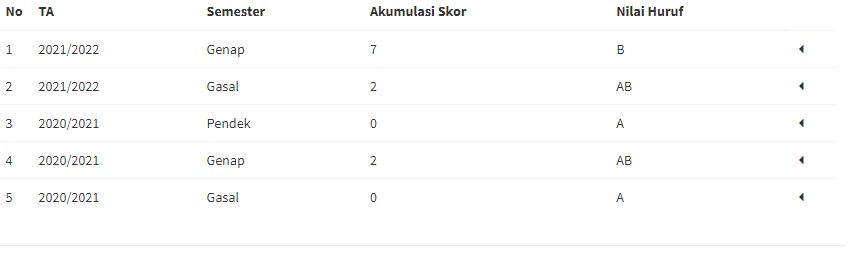 No TA Semester Akumulasi Skor Nilai Huruf
1 2021/2022 Genap 7 B
2 2021/2022 Gasal 2 AB
3 2020/2021 Pendek 0 A
4 2020/2021 Genap 2 AB
5 2020/2021 Gasal 0 A